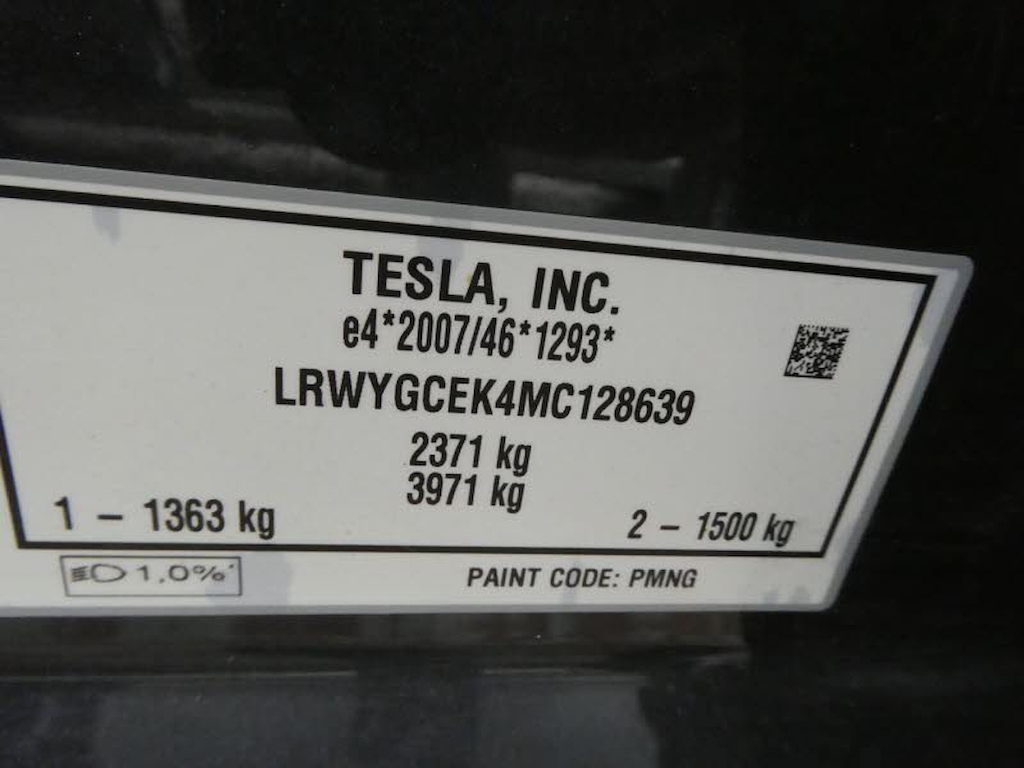 TESLA, INC.
e4*2007/46*1293*
LRWYGCEK4MC128639
2371 kg
3971 kg
1 – 1363 kg
2 – 1500 kg
1.0%
PAINT CODE: PMNG